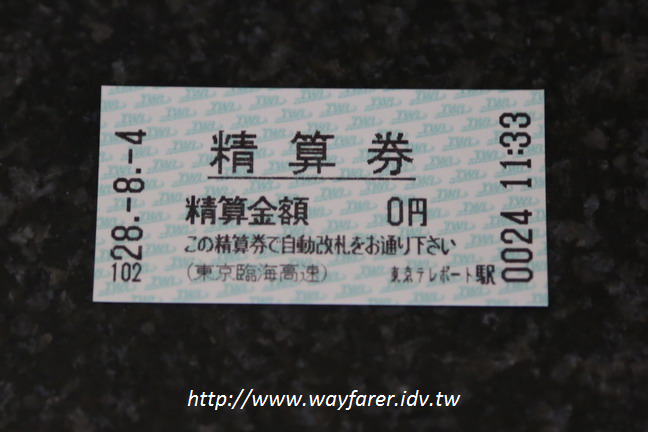 精算券
精算金額 0円
この精算券で自動改札をお通り下さい
(東京臨海高速) 東京テレポート駅
28.-8.-4
102
0024 11:33
TWR
http://www.wayfarer.idv.tw